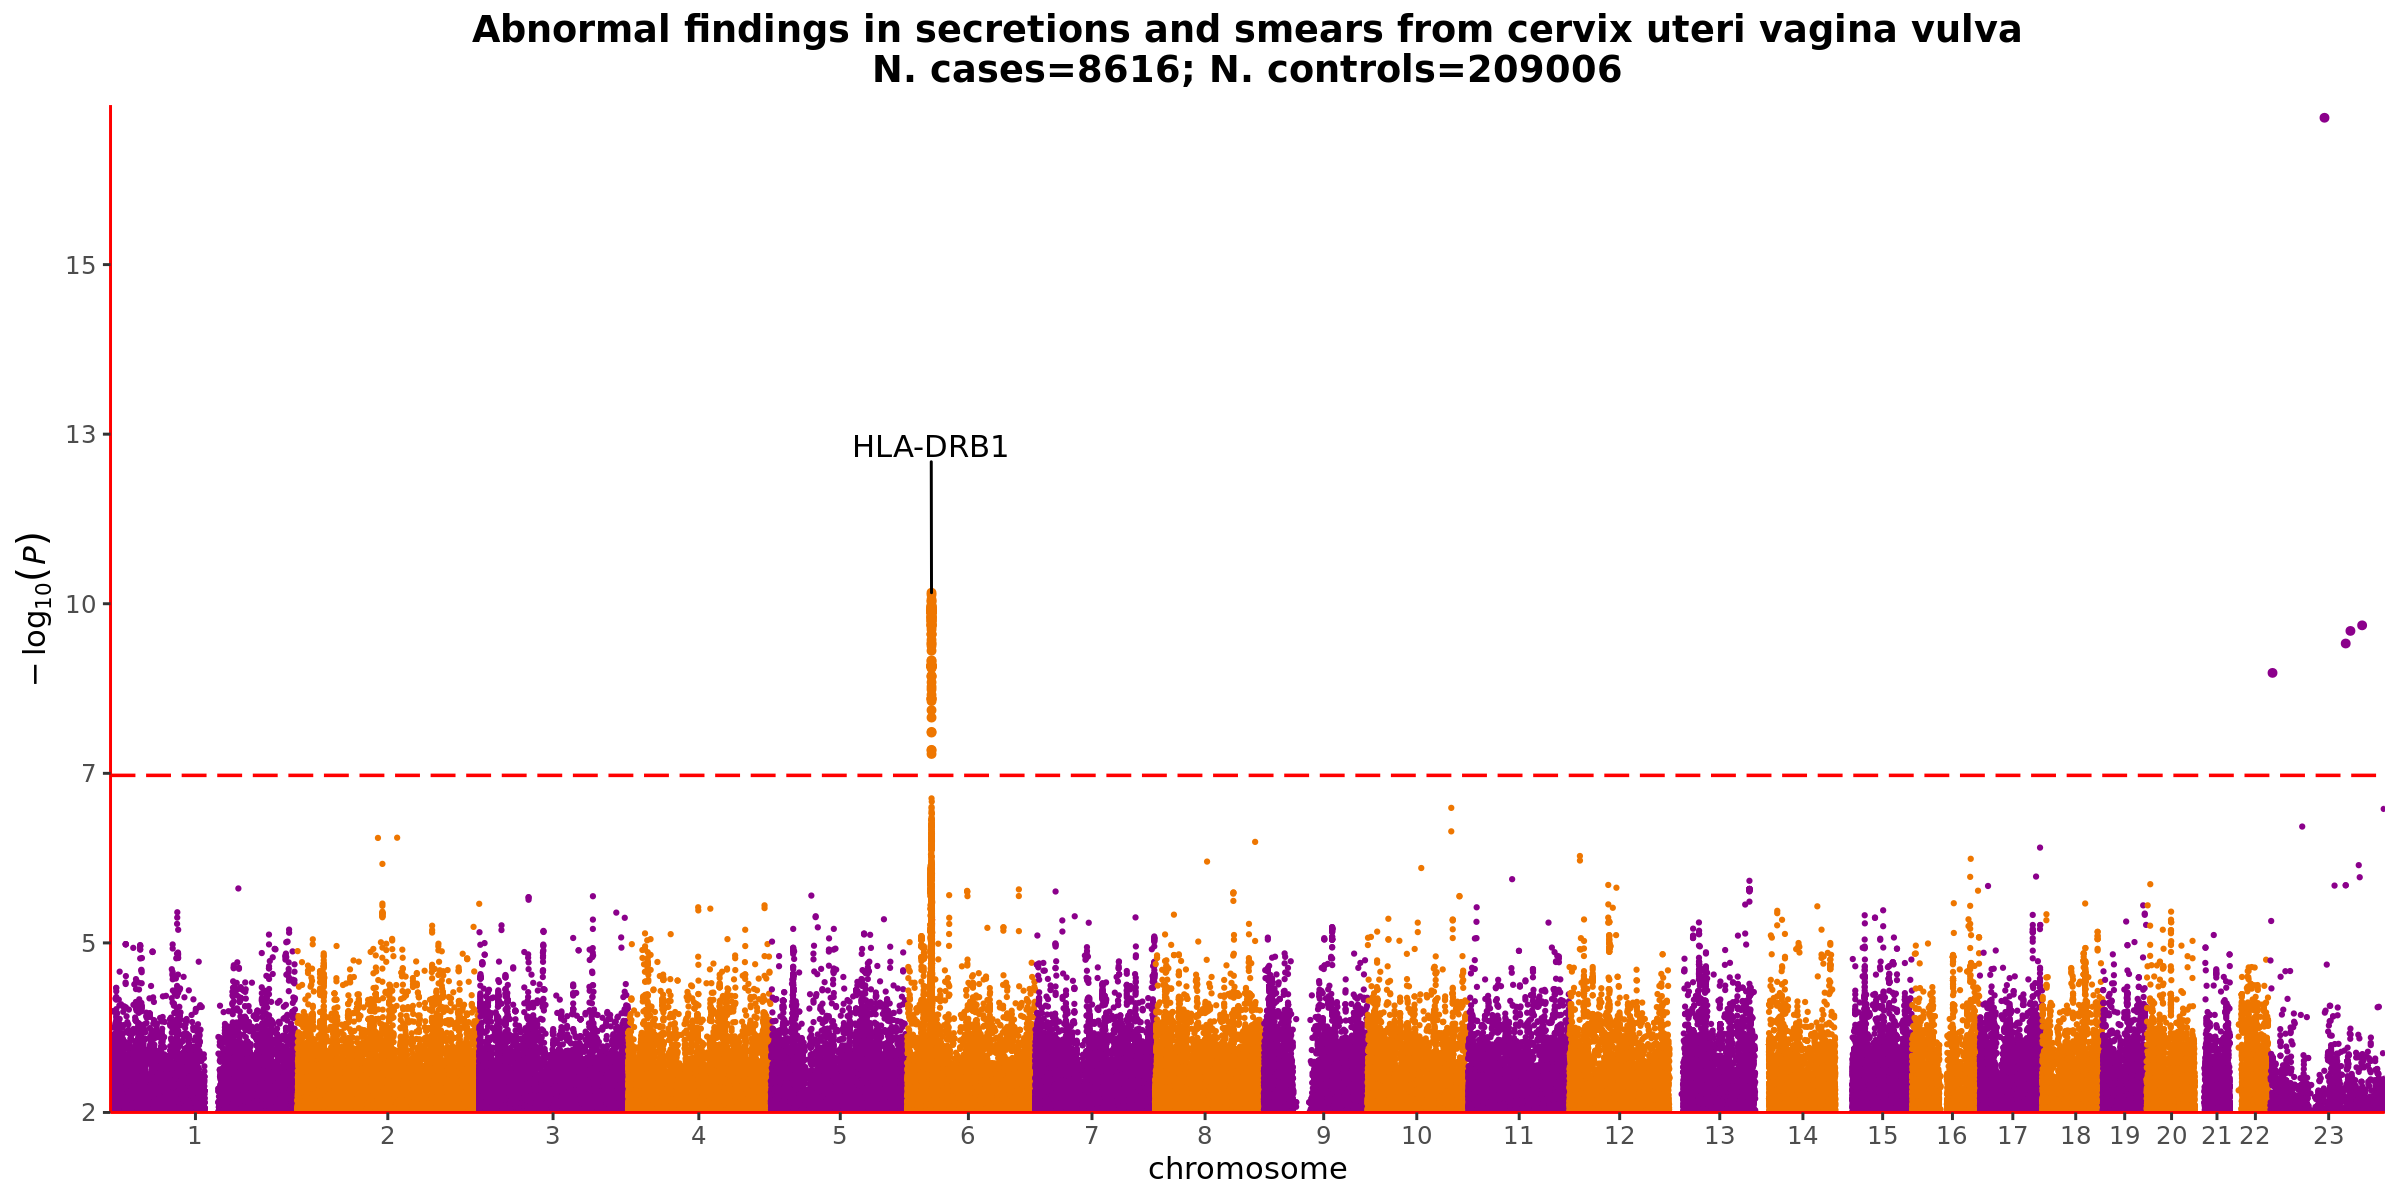 Abnormal findings in secretions and smears from cervix uteri vagina vulva
N. cases=8616; N. controls=209006
15
13
HLA-DRB1
10
7
5
2
− log₁₀(P)
1 2 3 4 5 6 7 8 9 10 11 12 13 14 15 16 17 18 19 20 21 22 23
chromosome